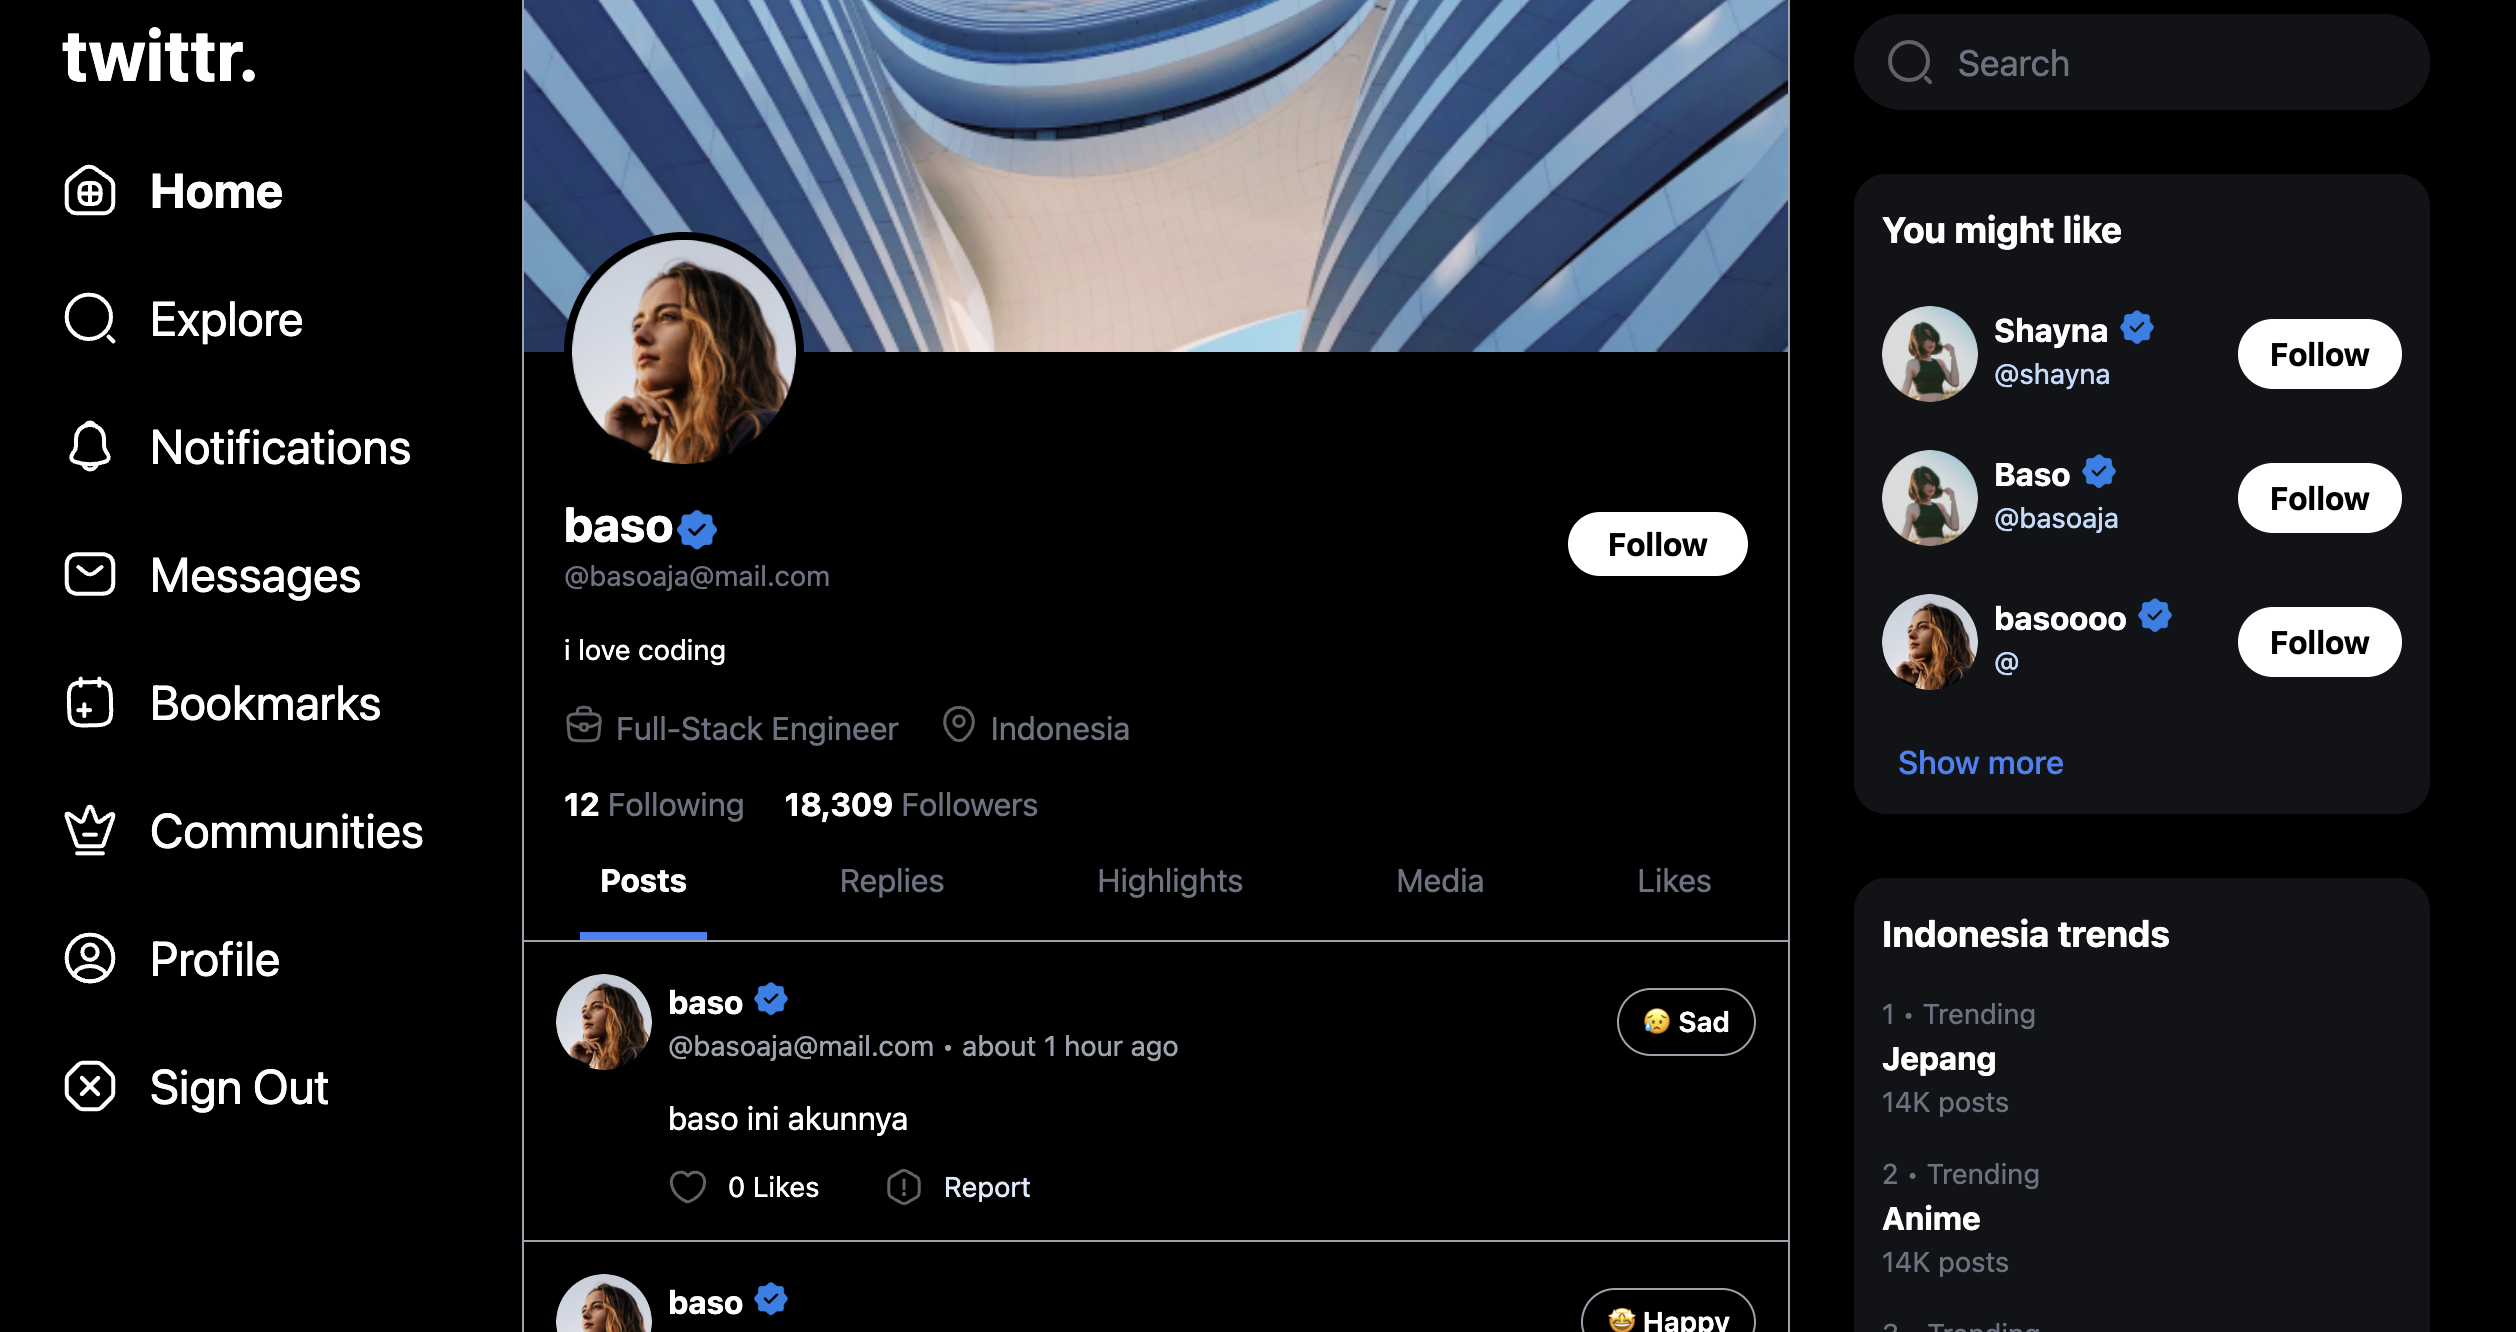 twittr.
Home
Explore
Notifications
Messages
Bookmarks
Communities
Profile
Sign Out
baso
@basoaja@mail.com
Follow
i love coding
Full-Stack Engineer Indonesia
12 Following 18,309 Followers
Posts Replies Highlights Media Likes
baso
@basoaja@mail.com • about 1 hour ago
😥 Sad
baso ini akunnya
0 Likes Report
baso
🤩 Happy
Search
You might like
Shayna
@shayna
Follow
Baso
@basoaja
Follow
basoooo
@
Follow
Show more
Indonesia trends
1 • Trending
Jepang
14K posts
2 • Trending
Anime
14K posts
3 • Trending